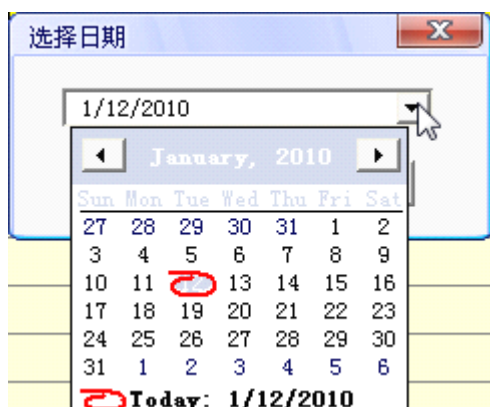 选择日期
1/12/2010
January, 2010
Sun Mon Tue Wed Thu Fri Sat
27 28 29 30 31 1 2
3 4 5 6 7 8 9
10 11 12 13 14 15 16
17 18 19 20 21 22 23
24 25 26 27 28 29 30
31 1 2 3 4 5 6
Today: 1/12/2010